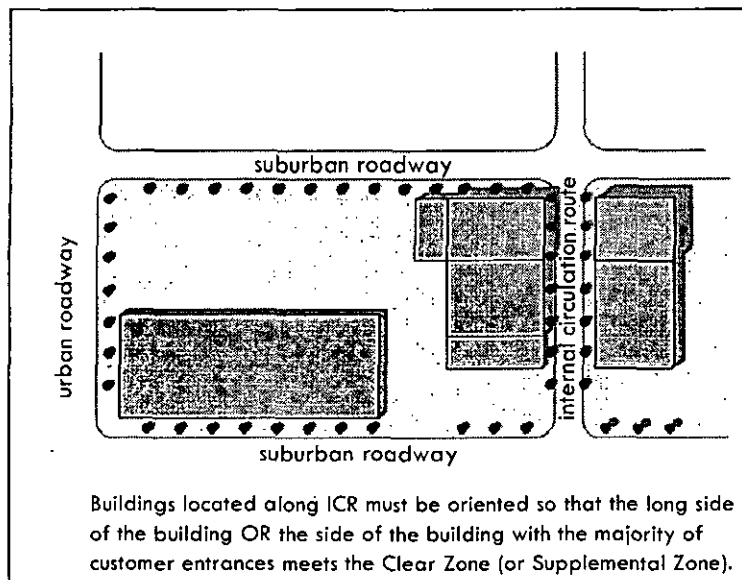 suburban roadway
urban roadway
internal circulation route
suburban roadway
Buildings located along ICR must be oriented so that the long side
of the building OR the side of the building with the majority of
customer entrances meets the Clear Zone (or Supplemental Zone).